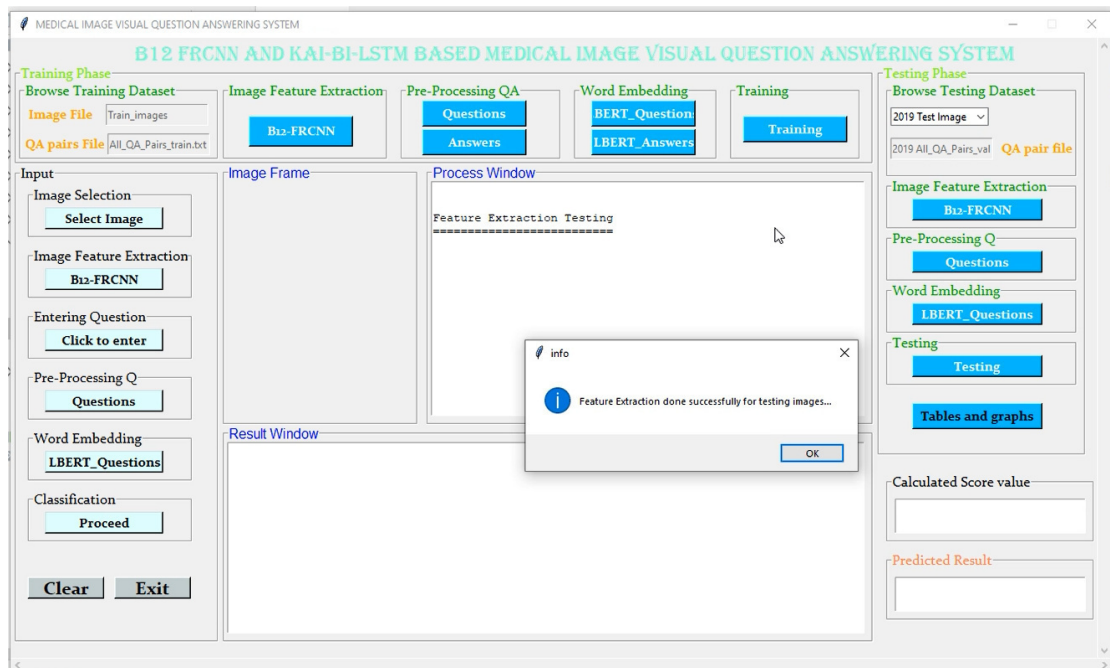 MEDICAL IMAGE VISUAL QUESTION ANSWERING SYSTEM
B12 FRCNN AND KAI-BI-LSTM BASED MEDICAL IMAGE VISUAL QUESTION ANSWERING SYSTEM
Training Phase
Browse Training Dataset
Image File Train_images
QA pairs File All_QA_Pairs_train.txt
Image Feature Extraction
B12-FRCNN
Pre-Processing QA
Questions
Answers
Word Embedding
BERT_Question
LBERT_Answers
Training
Training
Testing Phase
Browse Testing Dataset
2019 Test Image
2019 All_QA_Pairs_val QA pair file
Image Feature Extraction
B12-FRCNN
Pre-Processing Q
Questions
Word Embedding
LBERT_Questions
Testing
Testing
Tables and graphs
Input
Image Selection
Select Image
Image Feature Extraction
B12-FRCNN
Entering Question
Click to enter
Pre-Processing Q
Questions
Word Embedding
LBERT_Questions
Classification
Proceed
Clear Exit
Image Frame
Process Window
Feature Extraction Testing
==========================
info
Feature Extraction done successfully for testing images...
OK
Result Window
Calculated Score value
Predicted Result